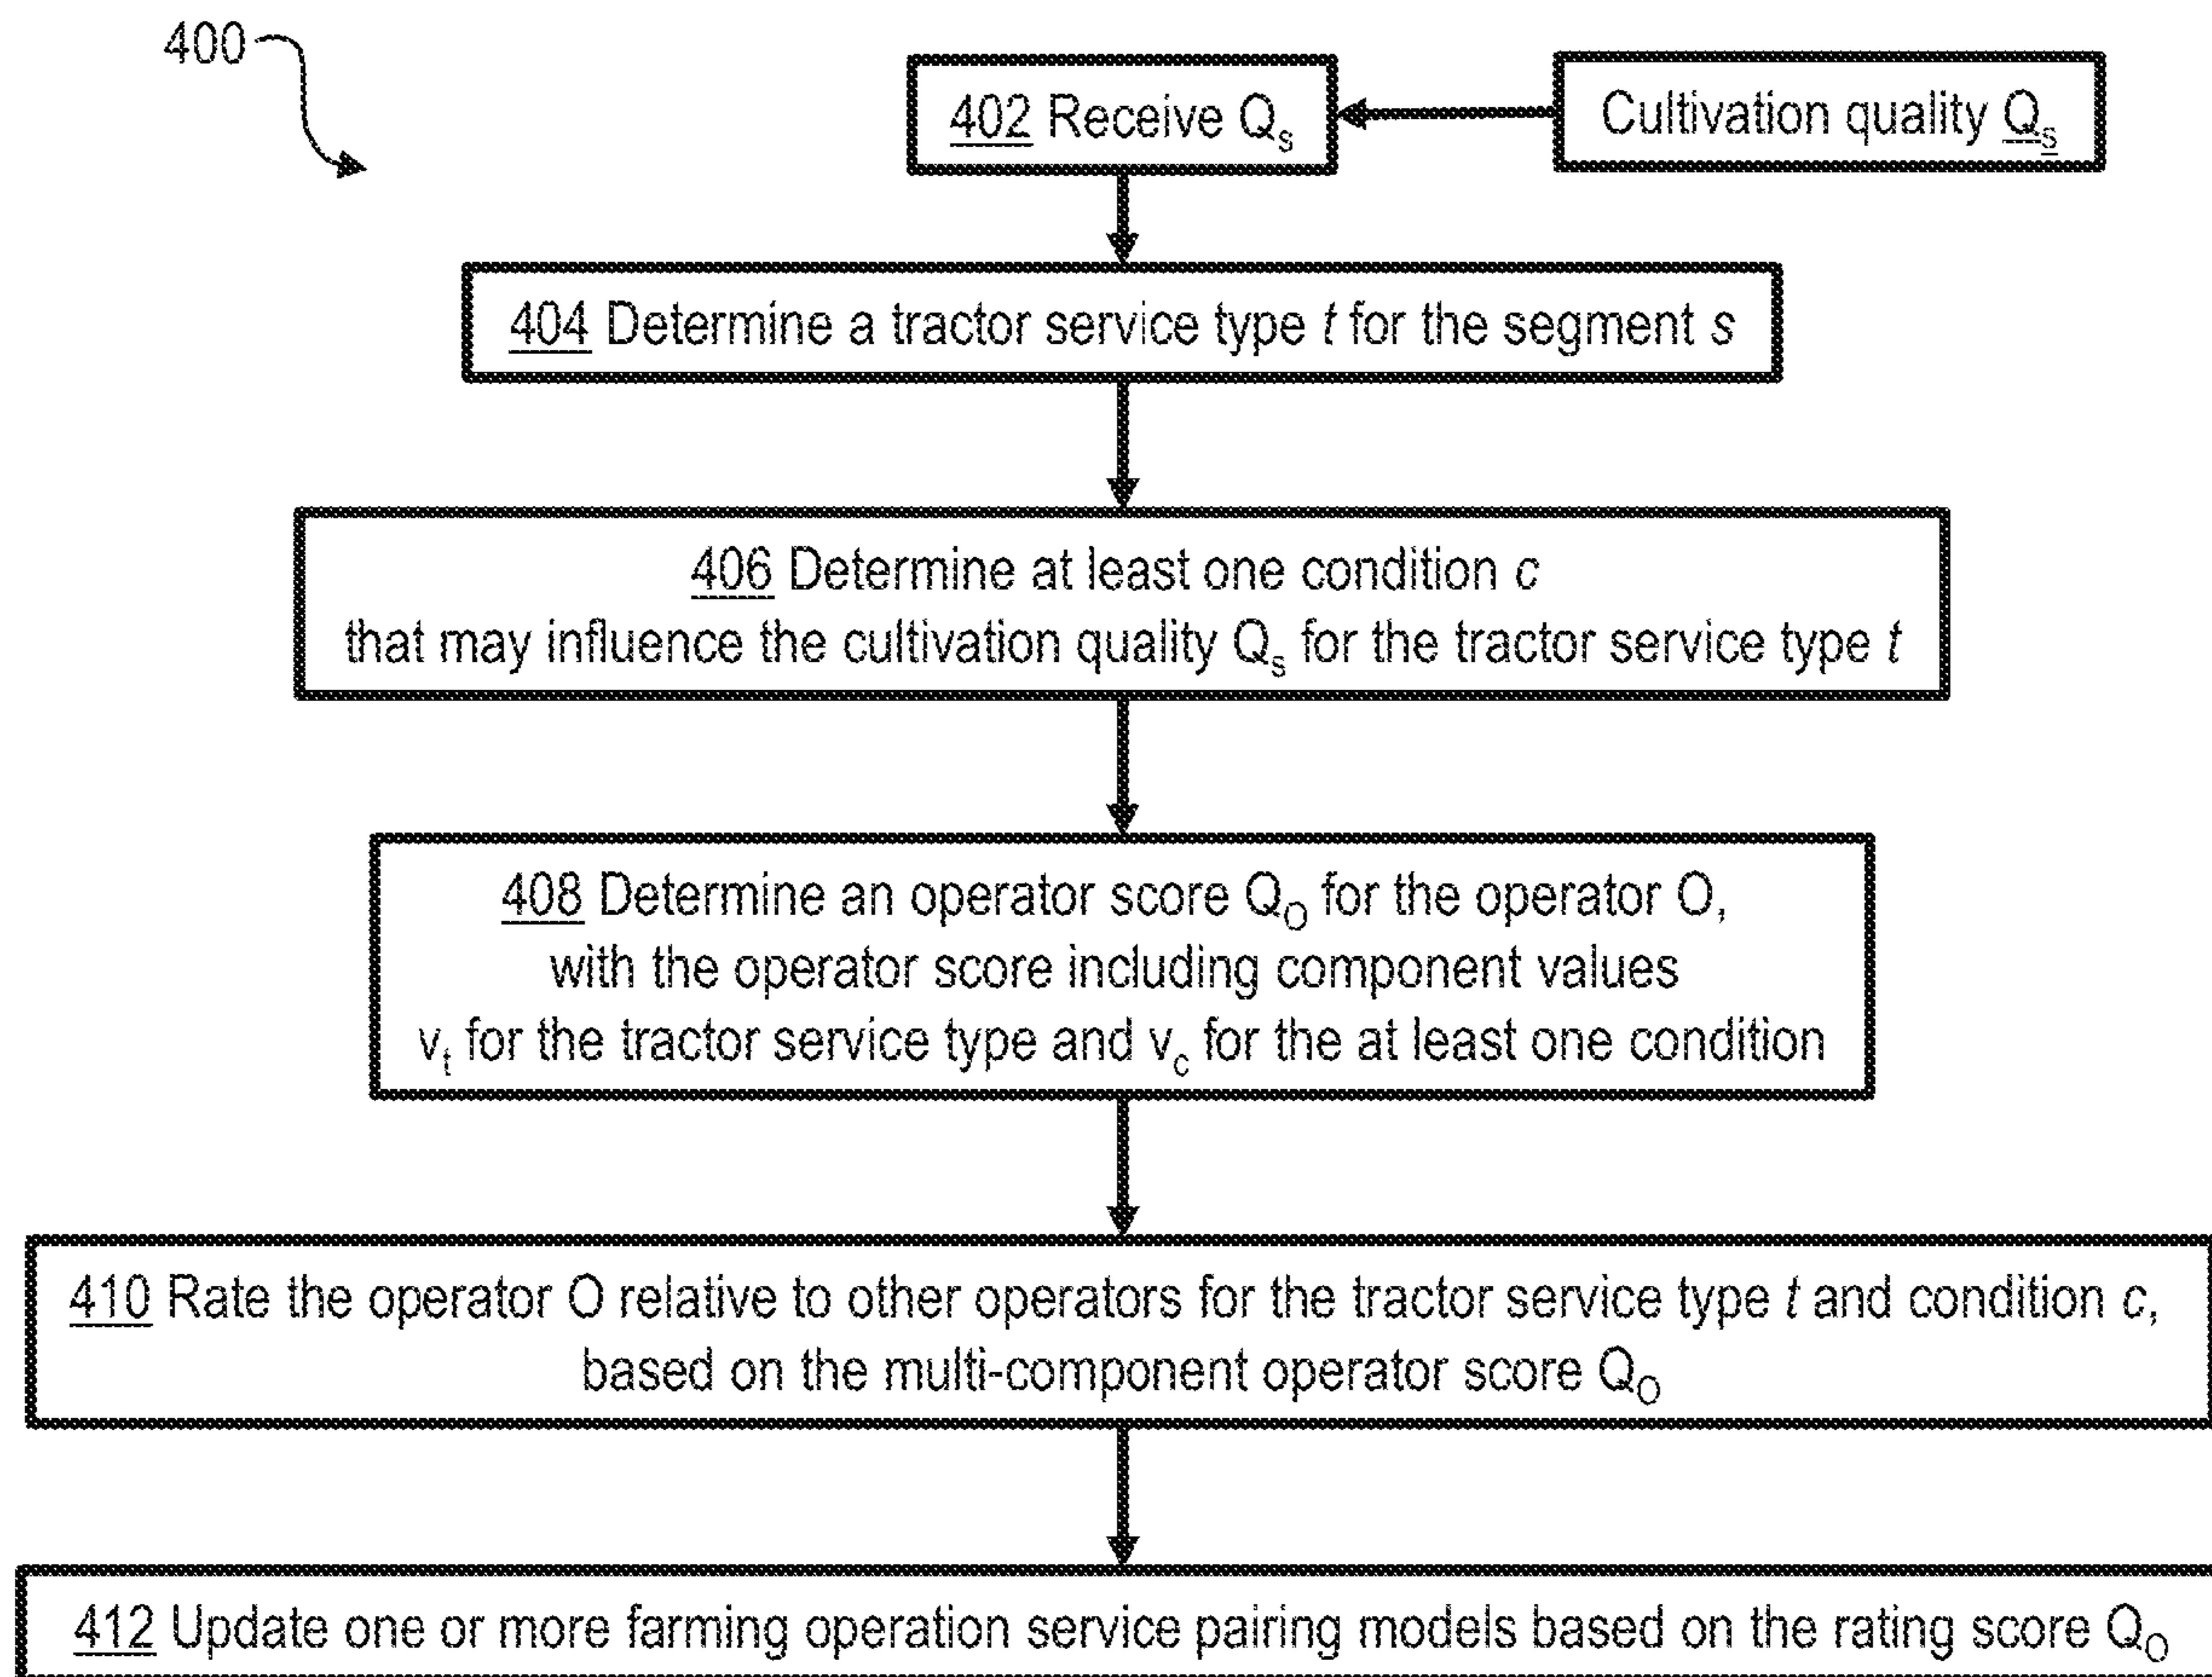 400
402 Receive Qs
Cultivation quality Qs
404 Determine a tractor service type t for the segment s
406 Determine at least one condition c
that may influence the cultivation quality Qs for the tractor service type t
408 Determine an operator score QO for the operator O,
with the operator score including component values
vt for the tractor service type and vc for the at least one condition
410 Rate the operator O relative to other operators for the tractor service type t and condition c,
based on the multi-component operator score QO
412 Update one or more farming operation service pairing models based on the rating score QO